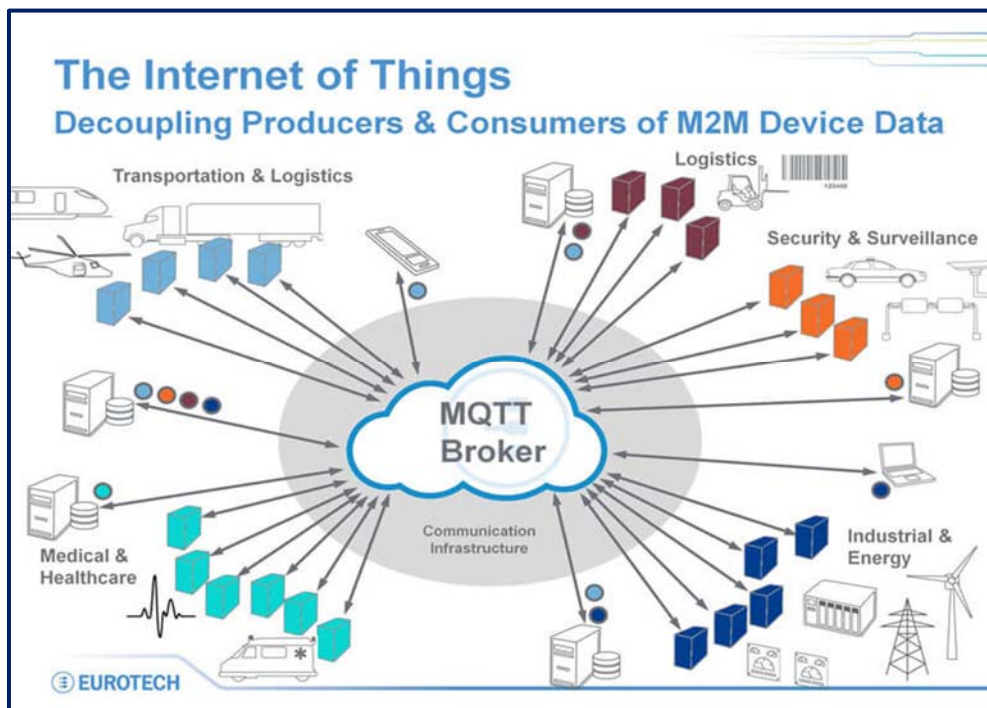 The Internet of Things
Decoupling Producers & Consumers of M2M Device Data
Transportation & Logistics
Logistics
Security & Surveillance
MQTT
Broker
Communication
Infrastructure
Medical &
Healthcare
Industrial &
Energy
EUROTECH